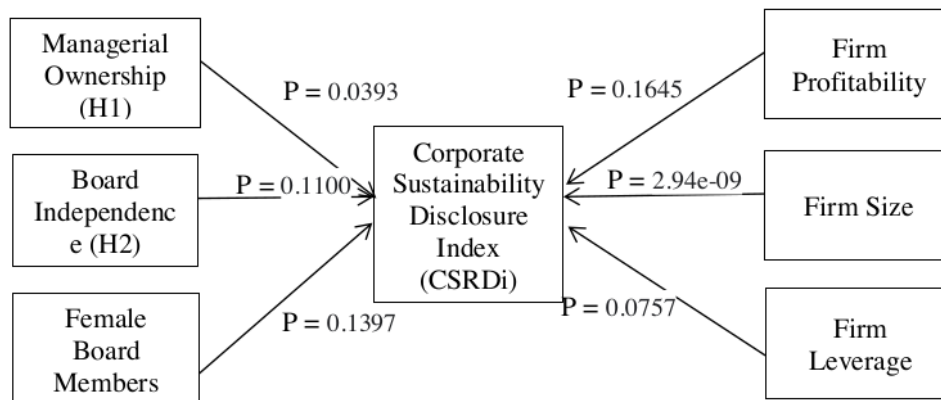 Managerial
Ownership
(H1)
P = 0.0393
Board
Independenc
e (H2)
P = 0.1100
Female
Board
Members
P = 0.1397
Corporate
Sustainability
Disclosure
Index
(CSRDi)
Firm
Profitability
P = 0.1645
Firm Size
P = 2.94e-09
Firm
Leverage
P = 0.0757